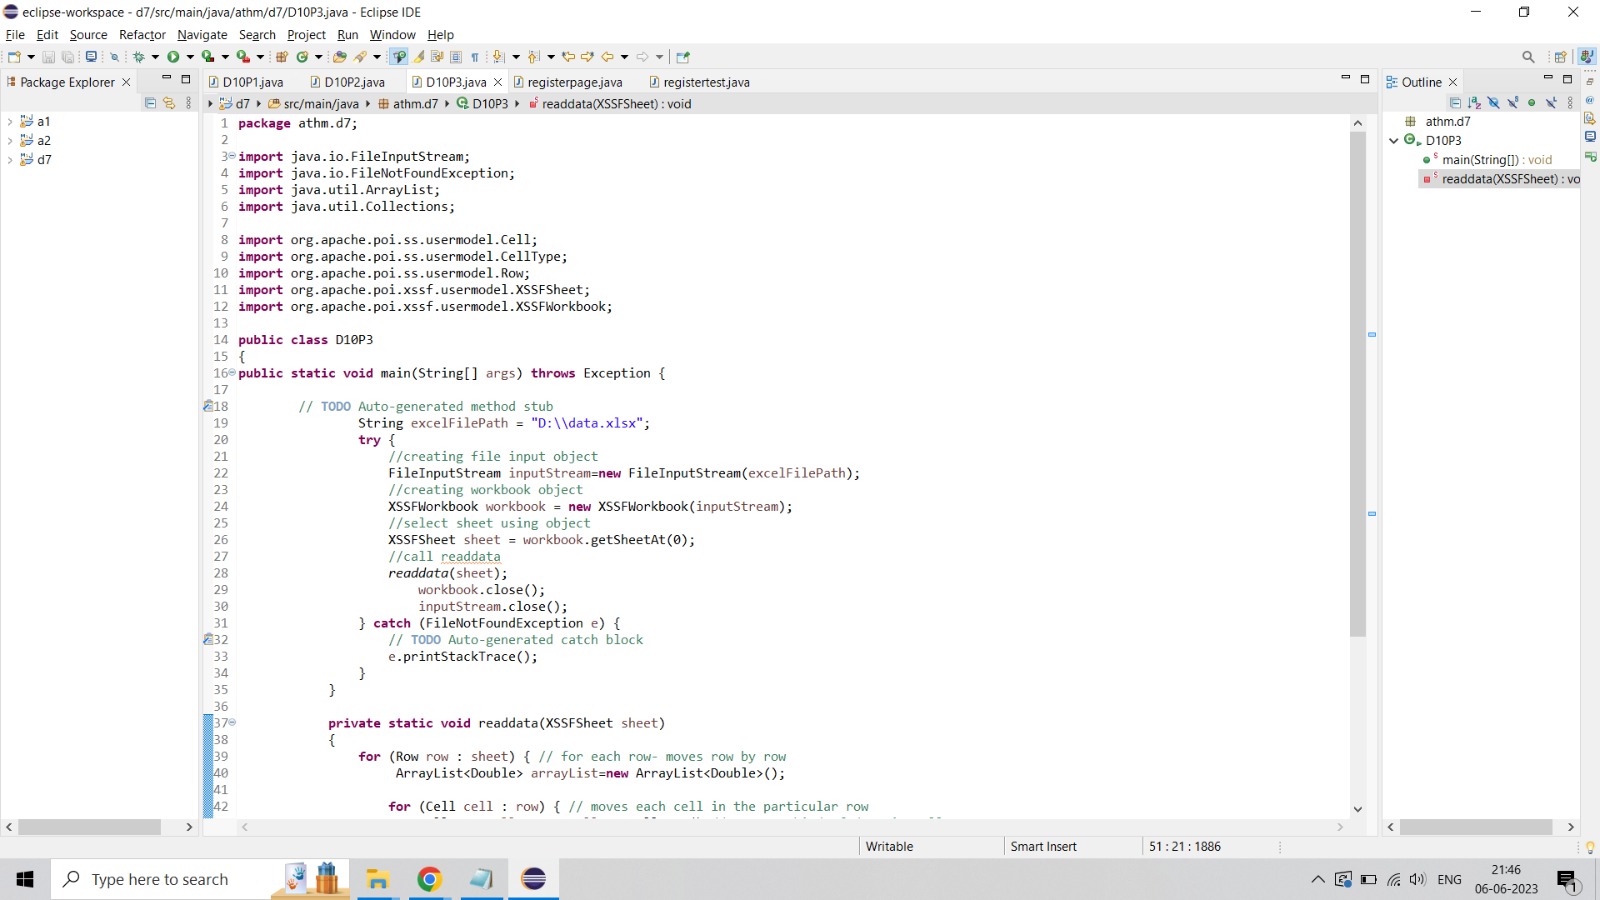 eclipse-workspace - d7/src/main/java/athm/d7/D10P3.java - Eclipse IDE
File Edit Source Refactor Navigate Search Project Run Window Help
Package Explorer
D10P1.java D10P2.java D10P3.java registerpage.java registertest.java
Outline
d7 src/main/java athm.d7 D10P3 readdata(XSSFSheet) : void
a1
a2
d7
1 package athm.d7;
2
3 import java.io.FileInputStream;
4 import java.io.FileNotFoundException;
5 import java.util.ArrayList;
6 import java.util.Collections;
7
8 import org.apache.poi.ss.usermodel.Cell;
9 import org.apache.poi.ss.usermodel.CellType;
10 import org.apache.poi.ss.usermodel.Row;
11 import org.apache.poi.xssf.usermodel.XSSFSheet;
12 import org.apache.poi.xssf.usermodel.XSSFWorkbook;
13
14 public class D10P3
15 {
16 public static void main(String[] args) throws Exception {
17
18 // TODO Auto-generated method stub
19 String excelFilePath = "D:\\data.xlsx";
20 try {
21 //creating file input object
22 FileInputStream inputStream=new FileInputStream(excelFilePath);
23 //creating workbook object
24 XSSFWorkbook workbook = new XSSFWorkbook(inputStream);
25 //select sheet using object
26 XSSFSheet sheet = workbook.getSheetAt(0);
27 //call readdata
28 readdata(sheet);
29 workbook.close();
30 inputStream.close();
31 } catch (FileNotFoundException e) {
32 // TODO Auto-generated catch block
33 e.printStackTrace();
34 }
35 }
36
37 private static void readdata(XSSFSheet sheet)
38 {
39 for (Row row : sheet) { // for each row- moves row by row
40 ArrayList<Double> arrayList=new ArrayList<Double>();
41
42 for (Cell cell : row) { // moves each cell in the particular row
athm.d7
D10P3
main(String[]) : void
readdata(XSSFSheet) : vo
Writable Smart Insert 51 : 21 : 1886
Type here to search
ENG
21:46
06-06-2023
1